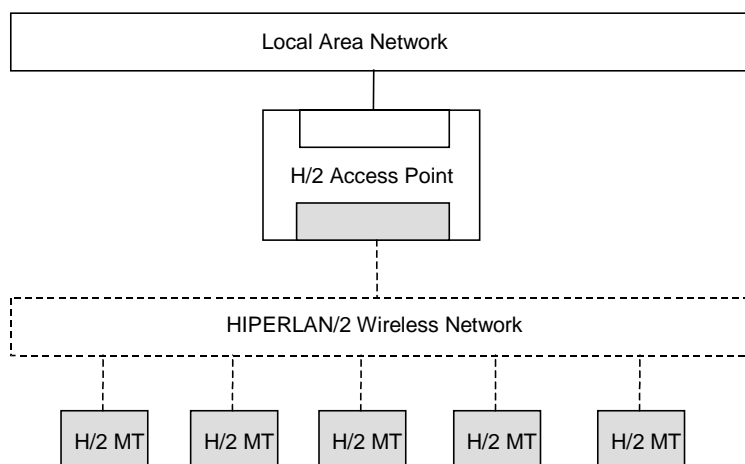 Local Area Network
H/2 Access Point
HIPERLAN/2 Wireless Network
H/2 MT
H/2 MT
H/2 MT
H/2 MT
H/2 MT